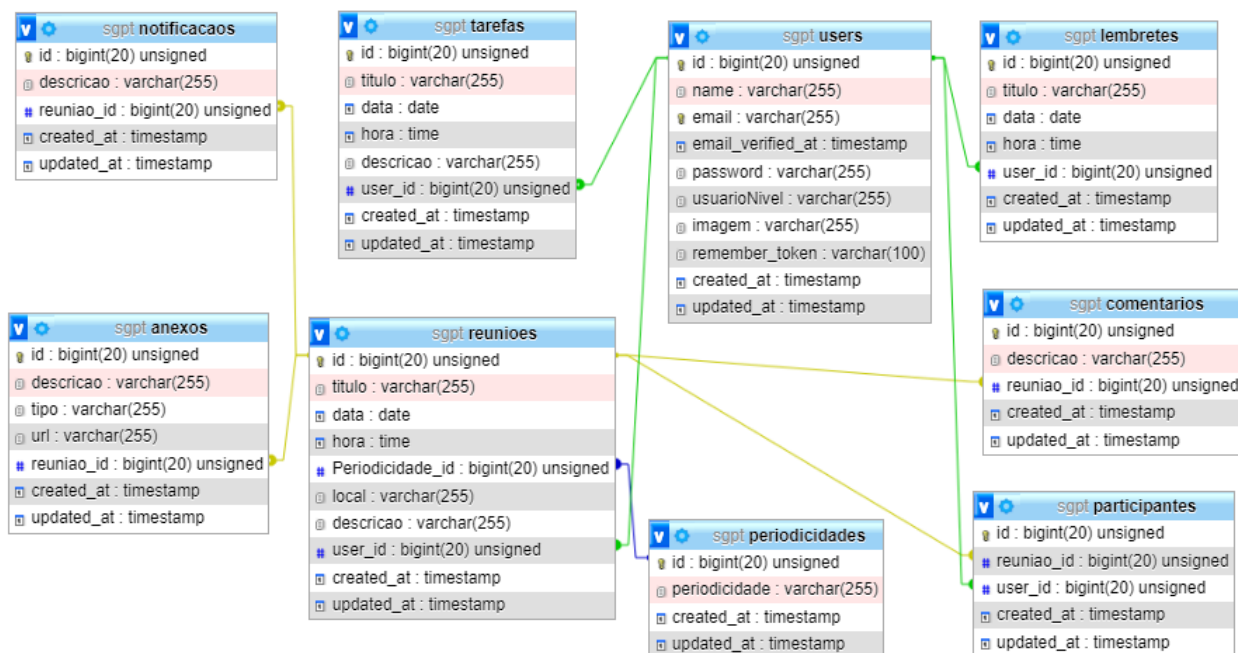 sgpt notificacaos
id : bigint(20) unsigned
descricao : varchar(255)
reuniao_id : bigint(20) unsigned
created_at : timestamp
updated_at : timestamp
sgpt tarefas
id : bigint(20) unsigned
titulo : varchar(255)
data : date
hora : time
descricao : varchar(255)
user_id : bigint(20) unsigned
created_at : timestamp
updated_at : timestamp
sgpt users
id : bigint(20) unsigned
name : varchar(255)
email : varchar(255)
email_verified_at : timestamp
password : varchar(255)
usuarioNivel : varchar(255)
imagem : varchar(255)
remember_token : varchar(100)
created_at : timestamp
updated_at : timestamp
sgpt lembretes
id : bigint(20) unsigned
titulo : varchar(255)
data : date
hora : time
user_id : bigint(20) unsigned
created_at : timestamp
updated_at : timestamp
sgpt anexos
id : bigint(20) unsigned
descricao : varchar(255)
tipo : varchar(255)
url : varchar(255)
reuniao_id : bigint(20) unsigned
created_at : timestamp
updated_at : timestamp
sgpt reunioes
id : bigint(20) unsigned
titulo : varchar(255)
data : date
hora : time
Periodicidade_id : bigint(20) unsigned
local : varchar(255)
descricao : varchar(255)
user_id : bigint(20) unsigned
created_at : timestamp
updated_at : timestamp
sgpt comentarios
id : bigint(20) unsigned
descricao : varchar(255)
reuniao_id : bigint(20) unsigned
created_at : timestamp
updated_at : timestamp
sgpt periodicidades
id : bigint(20) unsigned
periodicidade : varchar(255)
created_at : timestamp
updated_at : timestamp
sgpt participantes
id : bigint(20) unsigned
reuniao_id : bigint(20) unsigned
user_id : bigint(20) unsigned
created_at : timestamp
updated_at : timestamp